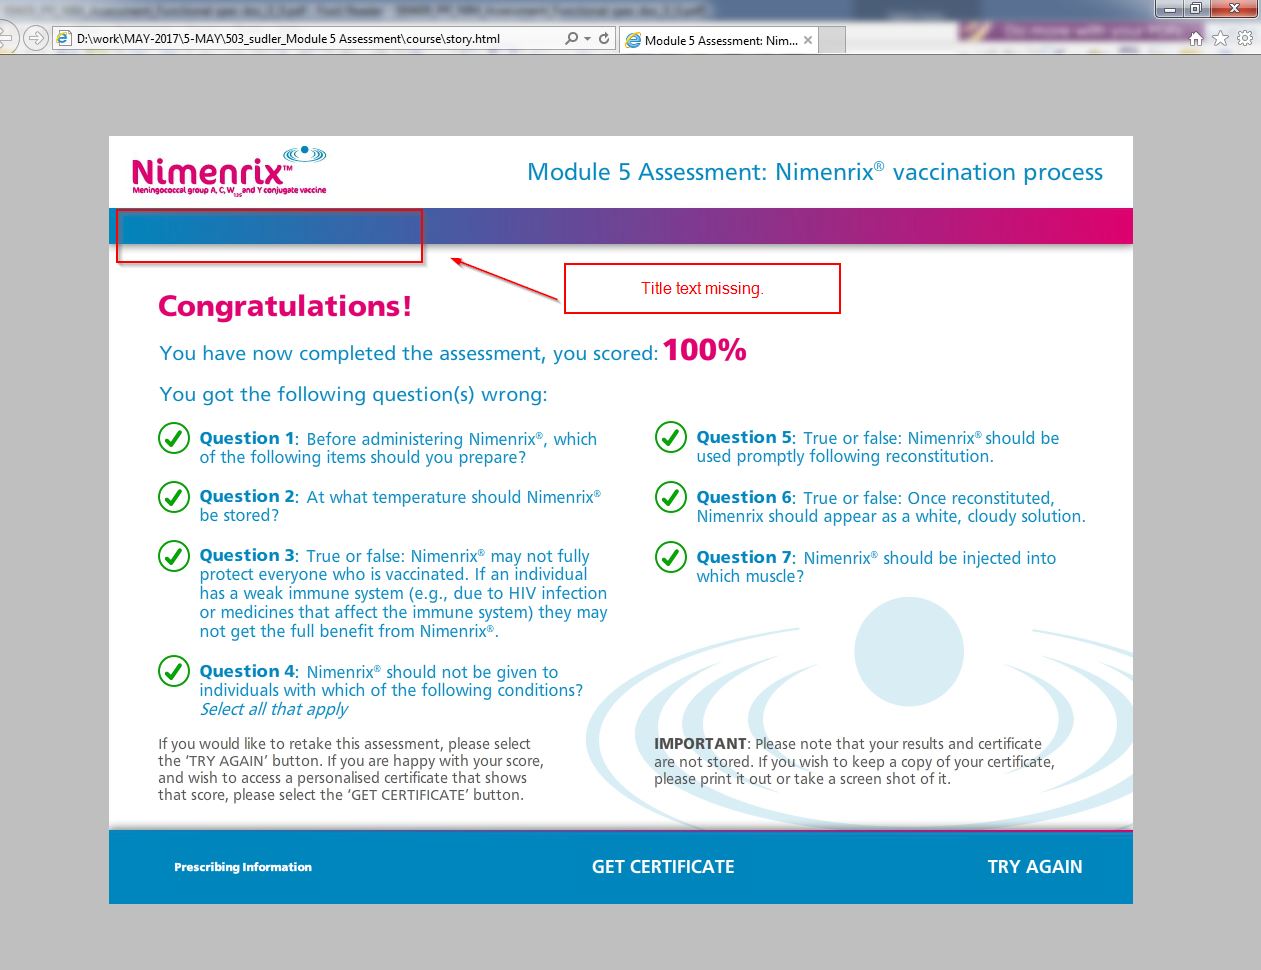 D:\work\MAY-2017\5-MAY\503_sudler_Module 5 Assessment\course\story.html
Module 5 Assessment: Nim...
Nimenrix™
Meningococcal group A, C, W125 and Y conjugate vaccine
Module 5 Assessment: Nimenrix® vaccination process
Title text missing.
Congratulations!
You have now completed the assessment, you scored: 100%
You got the following question(s) wrong:
Question 1: Before administering Nimenrix®, which
of the following items should you prepare?
Question 2: At what temperature should Nimenrix®
be stored?
Question 3: True or false: Nimenrix® may not fully
protect everyone who is vaccinated. If an individual
has a weak immune system (e.g., due to HIV infection
or medicines that affect the immune system) they may
not get the full benefit from Nimenrix®.
Question 4: Nimenrix® should not be given to
individuals with which of the following conditions?
Select all that apply
Question 5: True or false: Nimenrix® should be
used promptly following reconstitution.
Question 6: True or false: Once reconstituted,
Nimenrix should appear as a white, cloudy solution.
Question 7: Nimenrix® should be injected into
which muscle?
If you would like to retake this assessment, please select
the ‘TRY AGAIN’ button. If you are happy with your score,
and wish to access a personalised certificate that shows
that score, please select the ‘GET CERTIFICATE’ button.
IMPORTANT: Please note that your results and certificate
are not stored. If you wish to keep a copy of your certificate,
please print it out or take a screen shot of it.
Prescribing Information
GET CERTIFICATE
TRY AGAIN